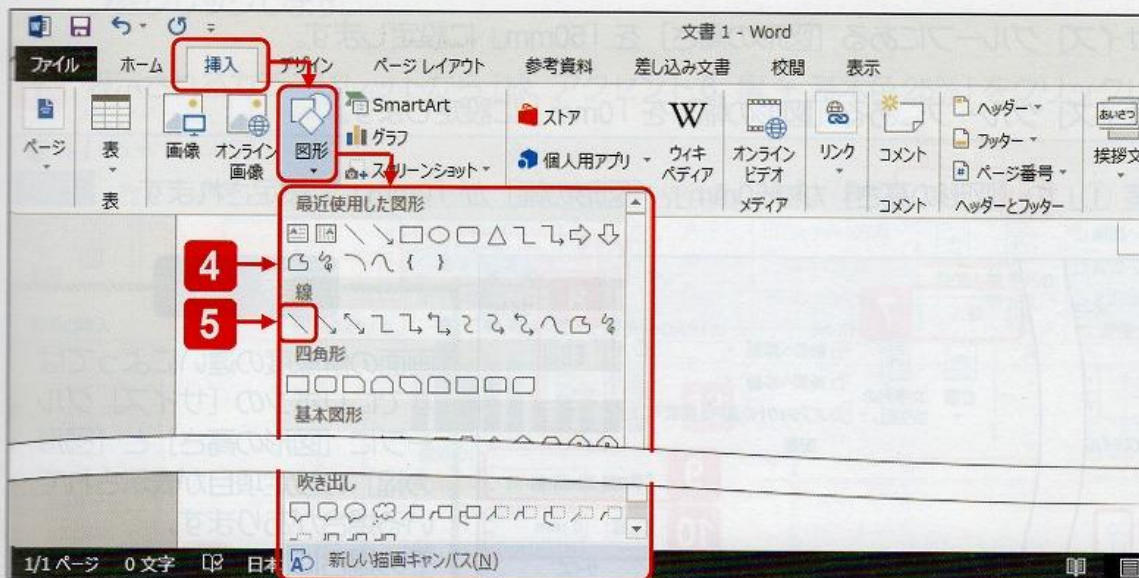 文書 1 - Word
ファイル ホーム 挿入 デザイン ページ レイアウト 参考資料 差し込み文書 校閲 表示
SmartArt
グラフ
スクリーンショット
ページ 表 画像 オンライン 画像 図形
ストア
個人用アプリ
W
ウィキペディア
オンライン ビデオ
リンク
コメント
ヘッダー
フッター
ページ番号
あいさつ
挨拶文
表 メディア コメント ヘッダーとフッター
最近使用した図形
4
線
5
四角形
基本図形
吹き出し
新しい描画キャンバス(N)
1/1 ページ 0 文字 日本